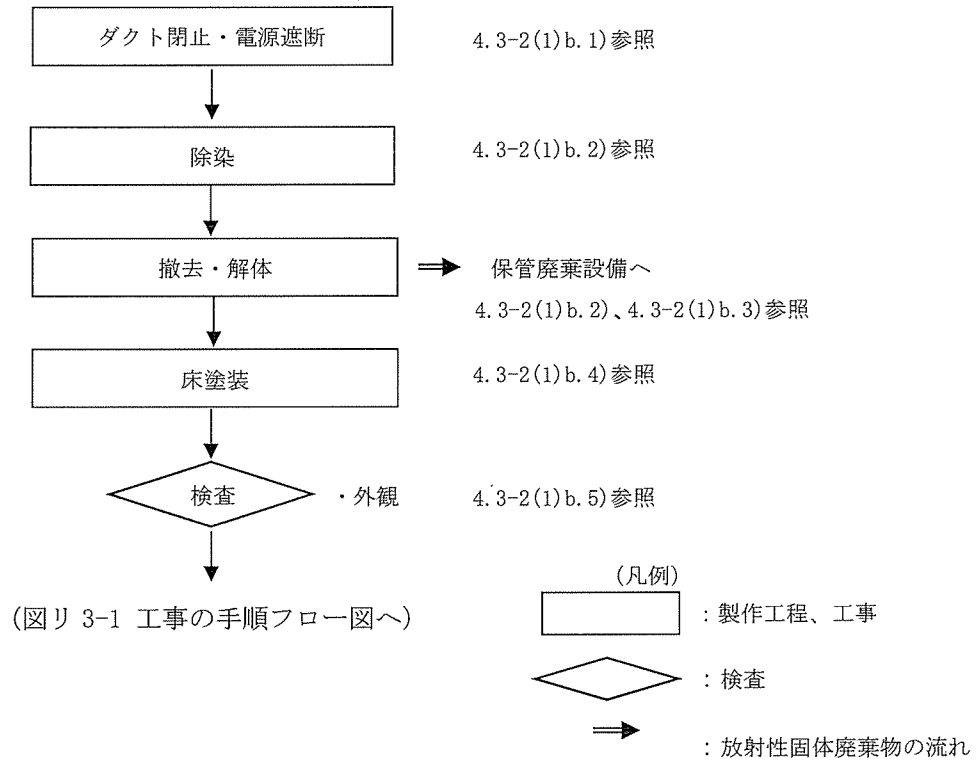 ダクト閉止・電源遮断 4.3-2(1)b.1)参照
除染 4.3-2(1)b.2)参照
撤去・解体 保管廃棄設備へ
4.3-2(1)b.2)、4.3-2(1)b.3)参照
床塗装 4.3-2(1)b.4)参照
検査 ・外観 4.3-2(1)b.5)参照
(図リ 3-1 工事の手順フロー図へ)
(凡例)
：製作工程、工事
：検査
：放射性固体廃棄物の流れ